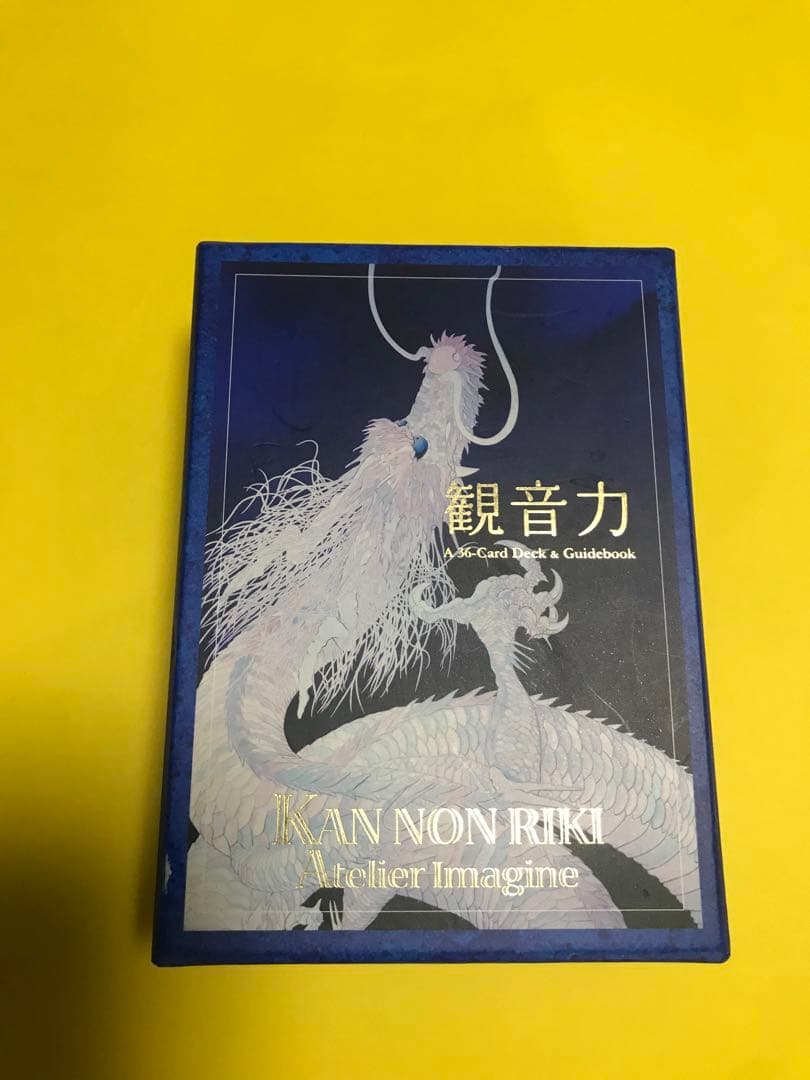 観音力
A 36-Card Deck & Guidebook
KAN NON RIKI
Atelier Imagine